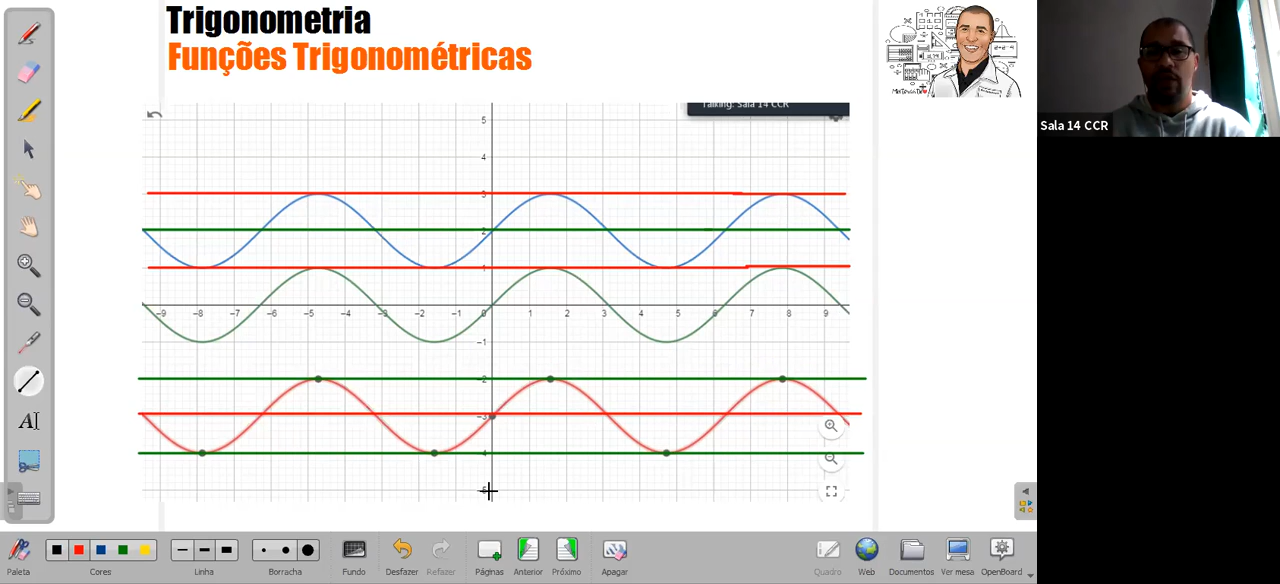 Trigonometria
Funções Trigonométricas
Talking: Sala 14 CCR
Sala 14 CCR
5
4
3
2
1
−9 −8 −7 −6 −5 −4 −3 −2 −1 0 1 2 3 4 5 6 7 8 9
−1
−2
−3
−4
−5
A
Paleta Cores Linha Borracha Fundo Desfazer Refazer Páginas Anterior Próximo Apagar Quadro Web Documentos Ver mesa OpenBoard